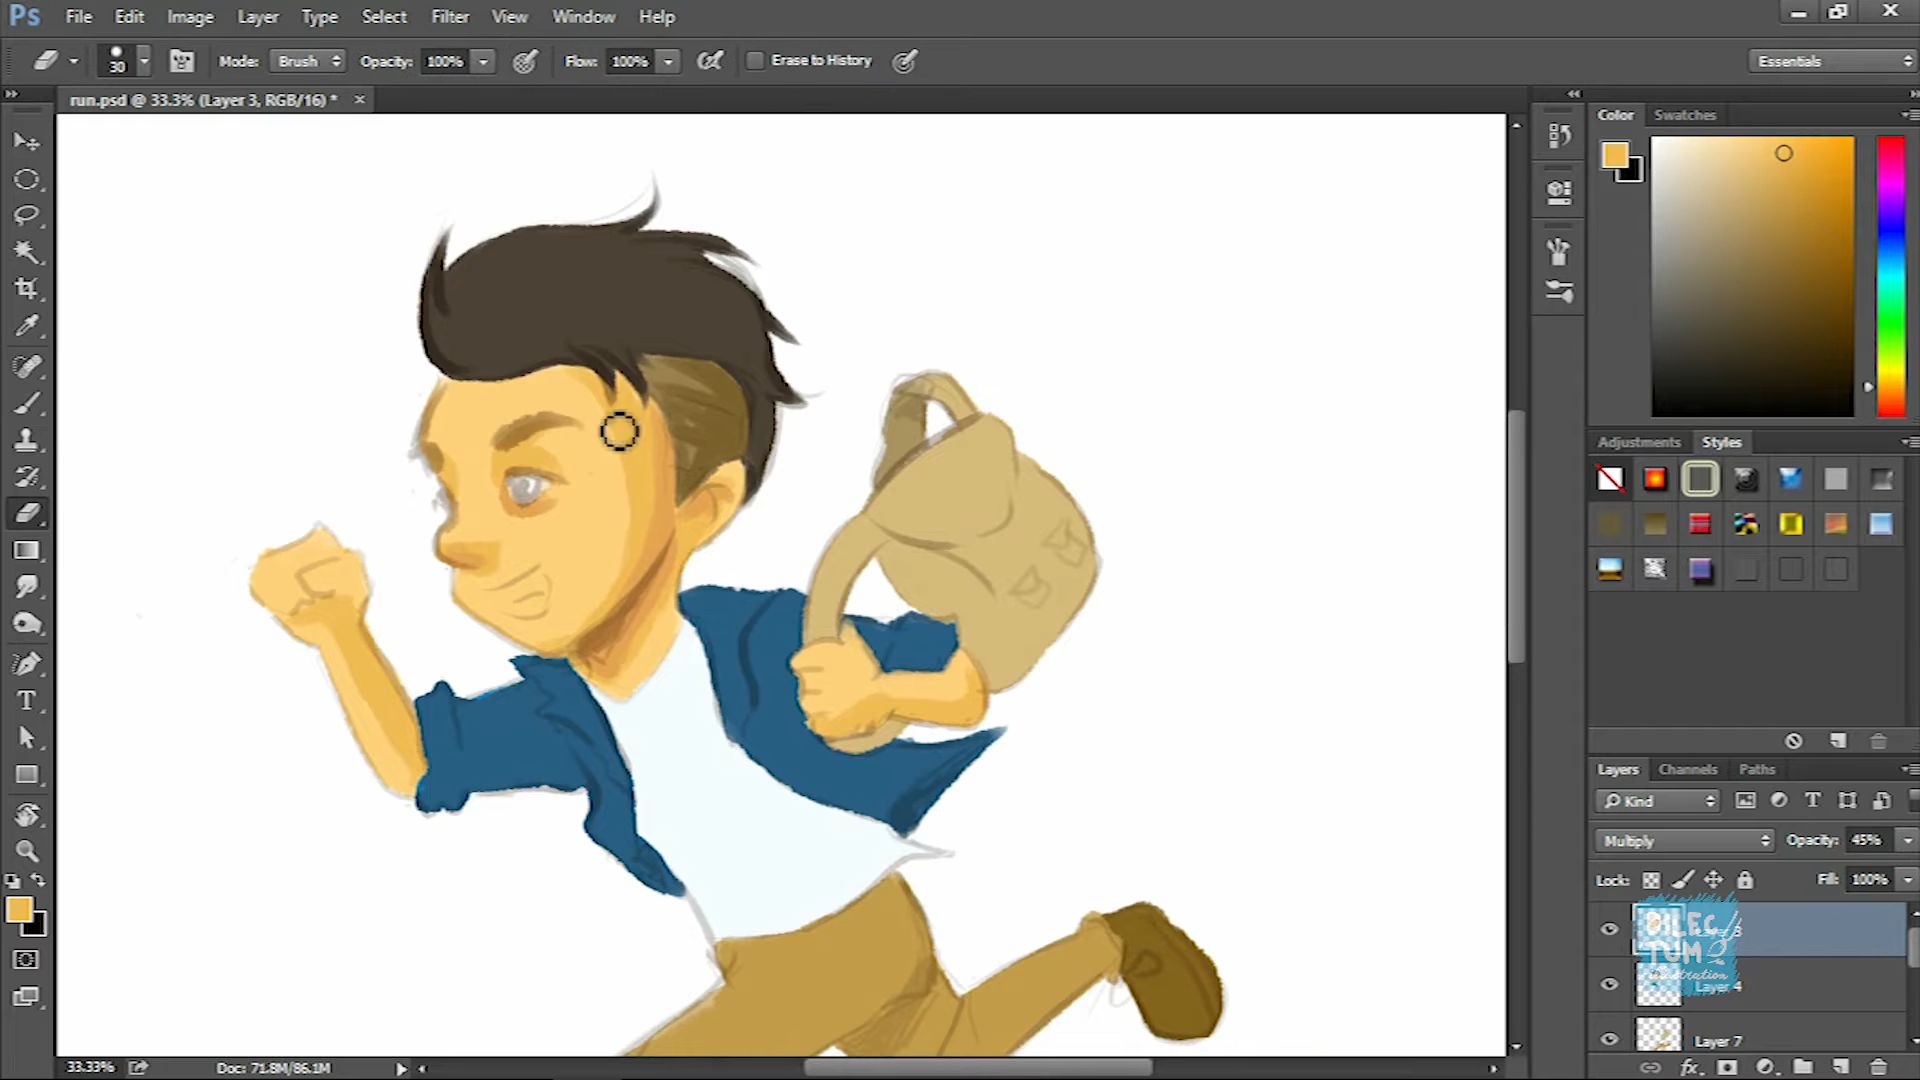 Ps File Edit Image Layer Type Select Filter View Window Help
30 Mode: Brush Opacity: 100% Flow: 100% Erase to History Essentials
run.psd @ 33.3% (Layer 3, RGB/16) * ×
Color Swatches
Adjustments Styles
Layers Channels Paths
Kind
Multiply Opacity: 45%
Lock: Fill: 100%
DILEC
TUM
illustration
Layer 4
Layer 7
33.33% Doc: 71.8M/86.1M